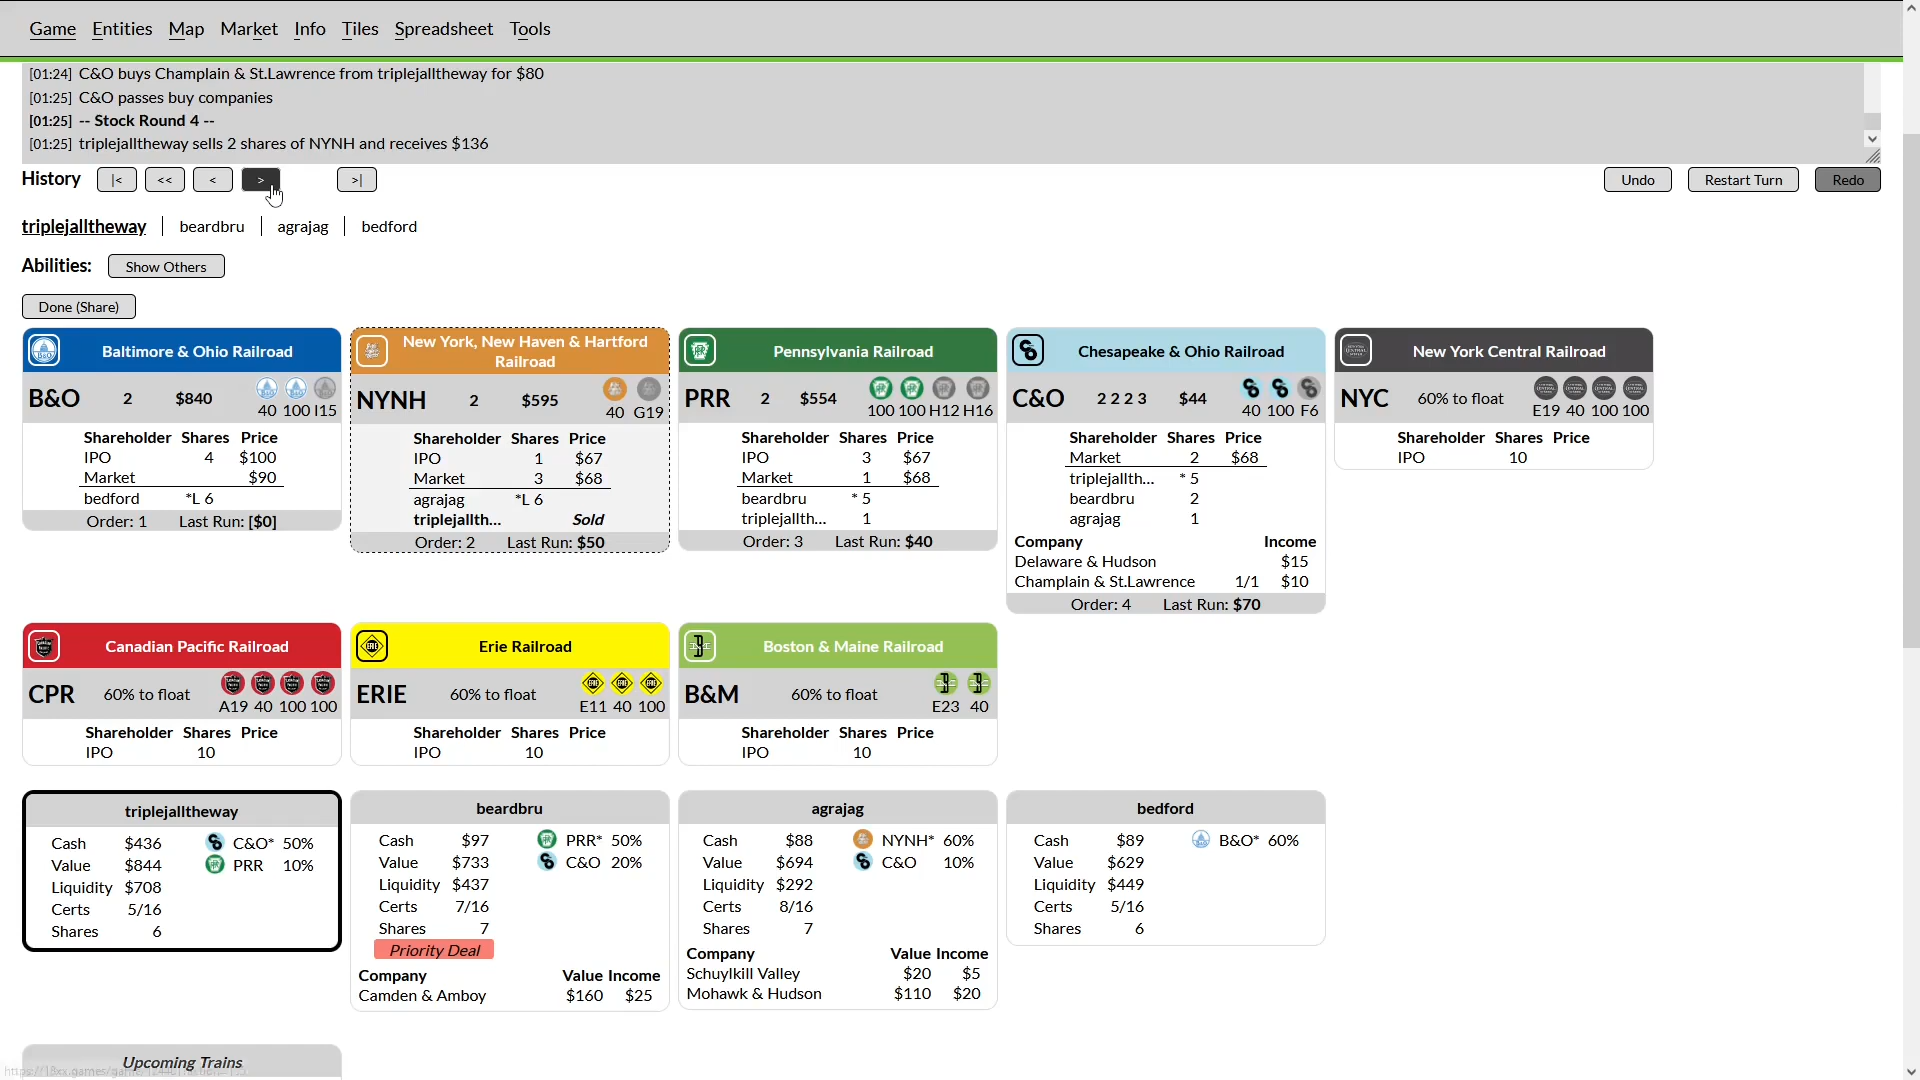 Game Entities Map Market Info Tiles Spreadsheet Tools
[01:24] C&O buys Champlain & St.Lawrence from triplejalltheway for $80
[01:25] C&O passes buy companies
[01:25] -- Stock Round 4 --
[01:25] triplejalltheway sells 2 shares of NYNH and receives $136
History |< << < > >| Undo Restart Turn Redo
triplejalltheway beardbru agrajag bedford
Abilities: Show Others
Done (Share)
Baltimore & Ohio Railroad
B&O 2 $840 40 100 I15
Shareholder Shares Price
IPO 4 $100
Market $90
bedford *L 6
Order: 1 Last Run: [$0]
New York, New Haven & Hartford
Railroad
NYNH 2 $595 40 G19
Shareholder Shares Price
IPO 1 $67
Market 3 $68
agrajag *L 6
triplejallth... Sold
Order: 2 Last Run: $50
Pennsylvania Railroad
PRR 2 $554 100 100 H12 H16
Shareholder Shares Price
IPO 3 $67
Market 1 $68
beardbru * 5
triplejallth... 1
Order: 3 Last Run: $40
Chesapeake & Ohio Railroad
C&O 2 2 2 3 $44 40 100 F6
Shareholder Shares Price
Market 2 $68
triplejallth... * 5
beardbru 2
agrajag 1
Company Income
Delaware & Hudson $15
Champlain & St.Lawrence 1/1 $10
Order: 4 Last Run: $70
New York Central Railroad
NYC 60% to float E19 40 100 100
Shareholder Shares Price
IPO 10
Canadian Pacific Railroad
CPR 60% to float A19 40 100 100
Shareholder Shares Price
IPO 10
Erie Railroad
ERIE 60% to float E11 40 100
Shareholder Shares Price
IPO 10
Boston & Maine Railroad
B&M 60% to float E23 40
Shareholder Shares Price
IPO 10
triplejalltheway
Cash $436 C&O* 50%
Value $844 PRR 10%
Liquidity $708
Certs 5/16
Shares 6
beardbru
Cash $97 PRR* 50%
Value $733 C&O 20%
Liquidity $437
Certs 7/16
Shares 7
Priority Deal
Company Value Income
Camden & Amboy $160 $25
agrajag
Cash $88 NYNH* 60%
Value $694 C&O 10%
Liquidity $292
Certs 8/16
Shares 7
Company Value Income
Schuylkill Valley $20 $5
Mohawk & Hudson $110 $20
bedford
Cash $89 B&O* 60%
Value $629
Liquidity $449
Certs 5/16
Shares 6
Upcoming Trains